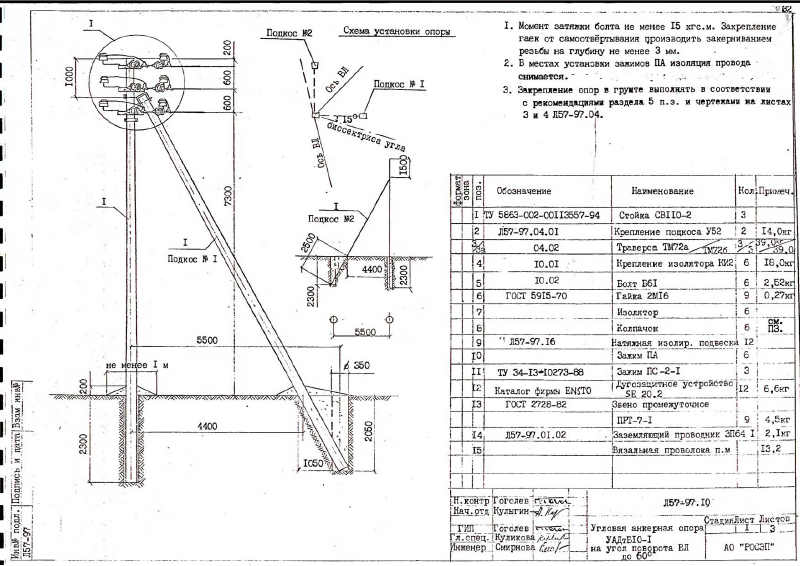 I. Момент затяжки болта не менее I5 кгс.м. Закрепление
гаек от самоотвёртывания производить закерниванием
резьбы на глубину не менее 3 мм.
2. В местах установки зажимов ПА изоляция провода
снимается.
3. Закрепление опор в грунте выполнять в соответствии
с рекомендациями раздела 5 п.з. и чертежами на листах
3 и 4 Л57-97.04.
Схема установки опоры
Подкос №2
Ось ВЛ
Подкос № I
I5
биссектриса угла
Ось ВЛ
I
I000
200
600
600
I
7300
I
Подкос № I
I500
I
Подкос №2
2500
4400
2300
2300
5500
5500
не менее I м
ϕ 350
200
2300
4400
I050
2050
формат
зона
поз.
Обозначение
Наименование
Кол.
Примеч.
I ТУ 5863-002-00II3557-94 Стойка СВII0-2 3
2 Л57-97.04.01 Крепление подкоса У52 2 I4,0кг
3/3а 04.02 Траверса ТМ72а/ТМ72б 3/3 39,0/39,0
4 I0.0I Крепление изолятора КИ2 6 I8,0кг
5 I0.02 Болт Б6I 6 2,52кг
6 ГОСТ 59I5-70 Гайка 2МI6 9 0,27кг
7 Изолятор 6
8 Колпачок 6 см. ПЗ.
9 Л57-97.I6 Натяжная изолир. подвеска I2
I0 Зажим ПА 6
II ТУ 34-I3-I0273-88 Зажим ПС-2-I 3
I2 Каталог фирмы ENSTO Дугозащитное устройство SE 20.2 I2 6,6кг
I3 ГОСТ 2728-82 Звено промежуточное
ПРТ-7-I 9 4,5кг
I4 Л57-97.0I.02 Заземляющий проводник ЗП64 I 2,Iкг
I5 Вязальная проволока п.м I3,2
Н.контр Гоголев
Нач.отд Кулыгин
ГИП Гоголев
Гл.спец. Куликова
Инженер Смирнова
Л57-97.I0
Угловая анкерная опора
УАДтБI0-I
на угол поворота ВЛ
до 60°
Стадия Лист Листов
I 3
АО "РОСЭП"
Инв№ подл. Подпись и дата Взам инв№
Л57-97